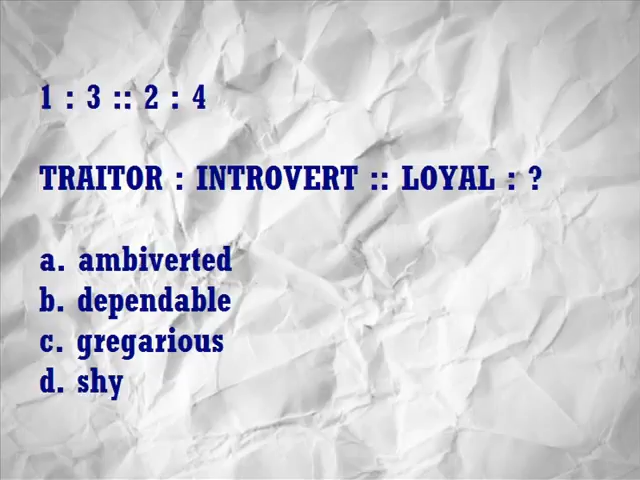 1 : 3 :: 2 : 4
TRAITOR : INTROVERT :: LOYAL : ?
a. ambiverted
b. dependable
c. gregarious
d. shy